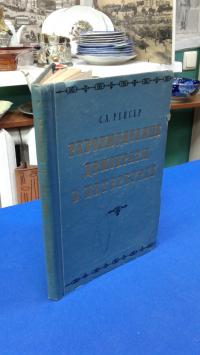 С.А. РЕЙСЕР
РЕВОЛЮЦИОННЫЕ
ДЕМОКРАТЫ
В ПЕТЕРБУРГЕ